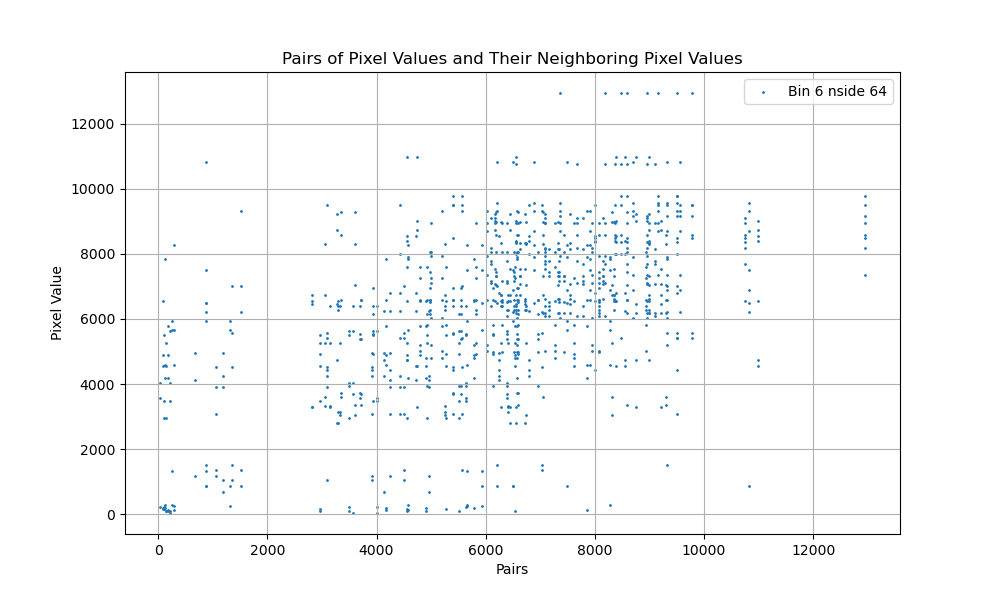 Pairs of Pixel Values and Their Neighboring Pixel Values
Bin 6 nside 64
Pixel Value
12000
10000
8000
6000
4000
2000
0
0 2000 4000 6000 8000 10000 12000
Pairs